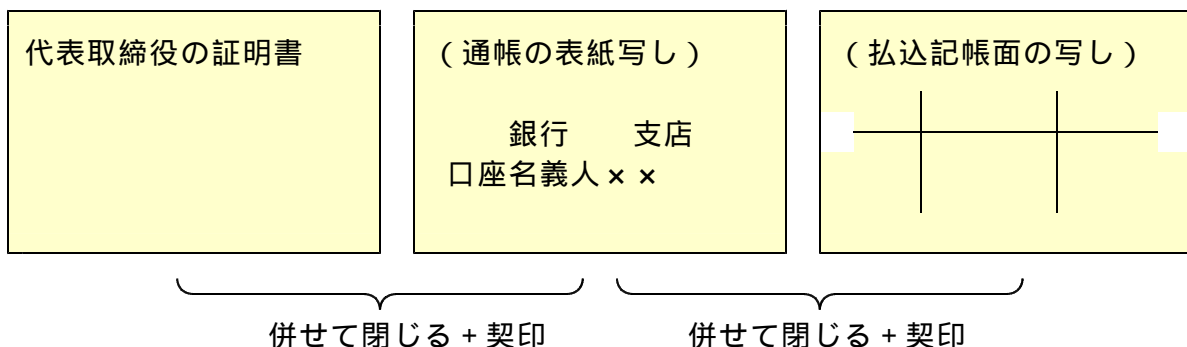 代表取締役の証明書
（通帳の表紙写し）
銀行　　支店
口座名義人××
（払込記帳面の写し）
併せて閉じる＋契印
併せて閉じる＋契印